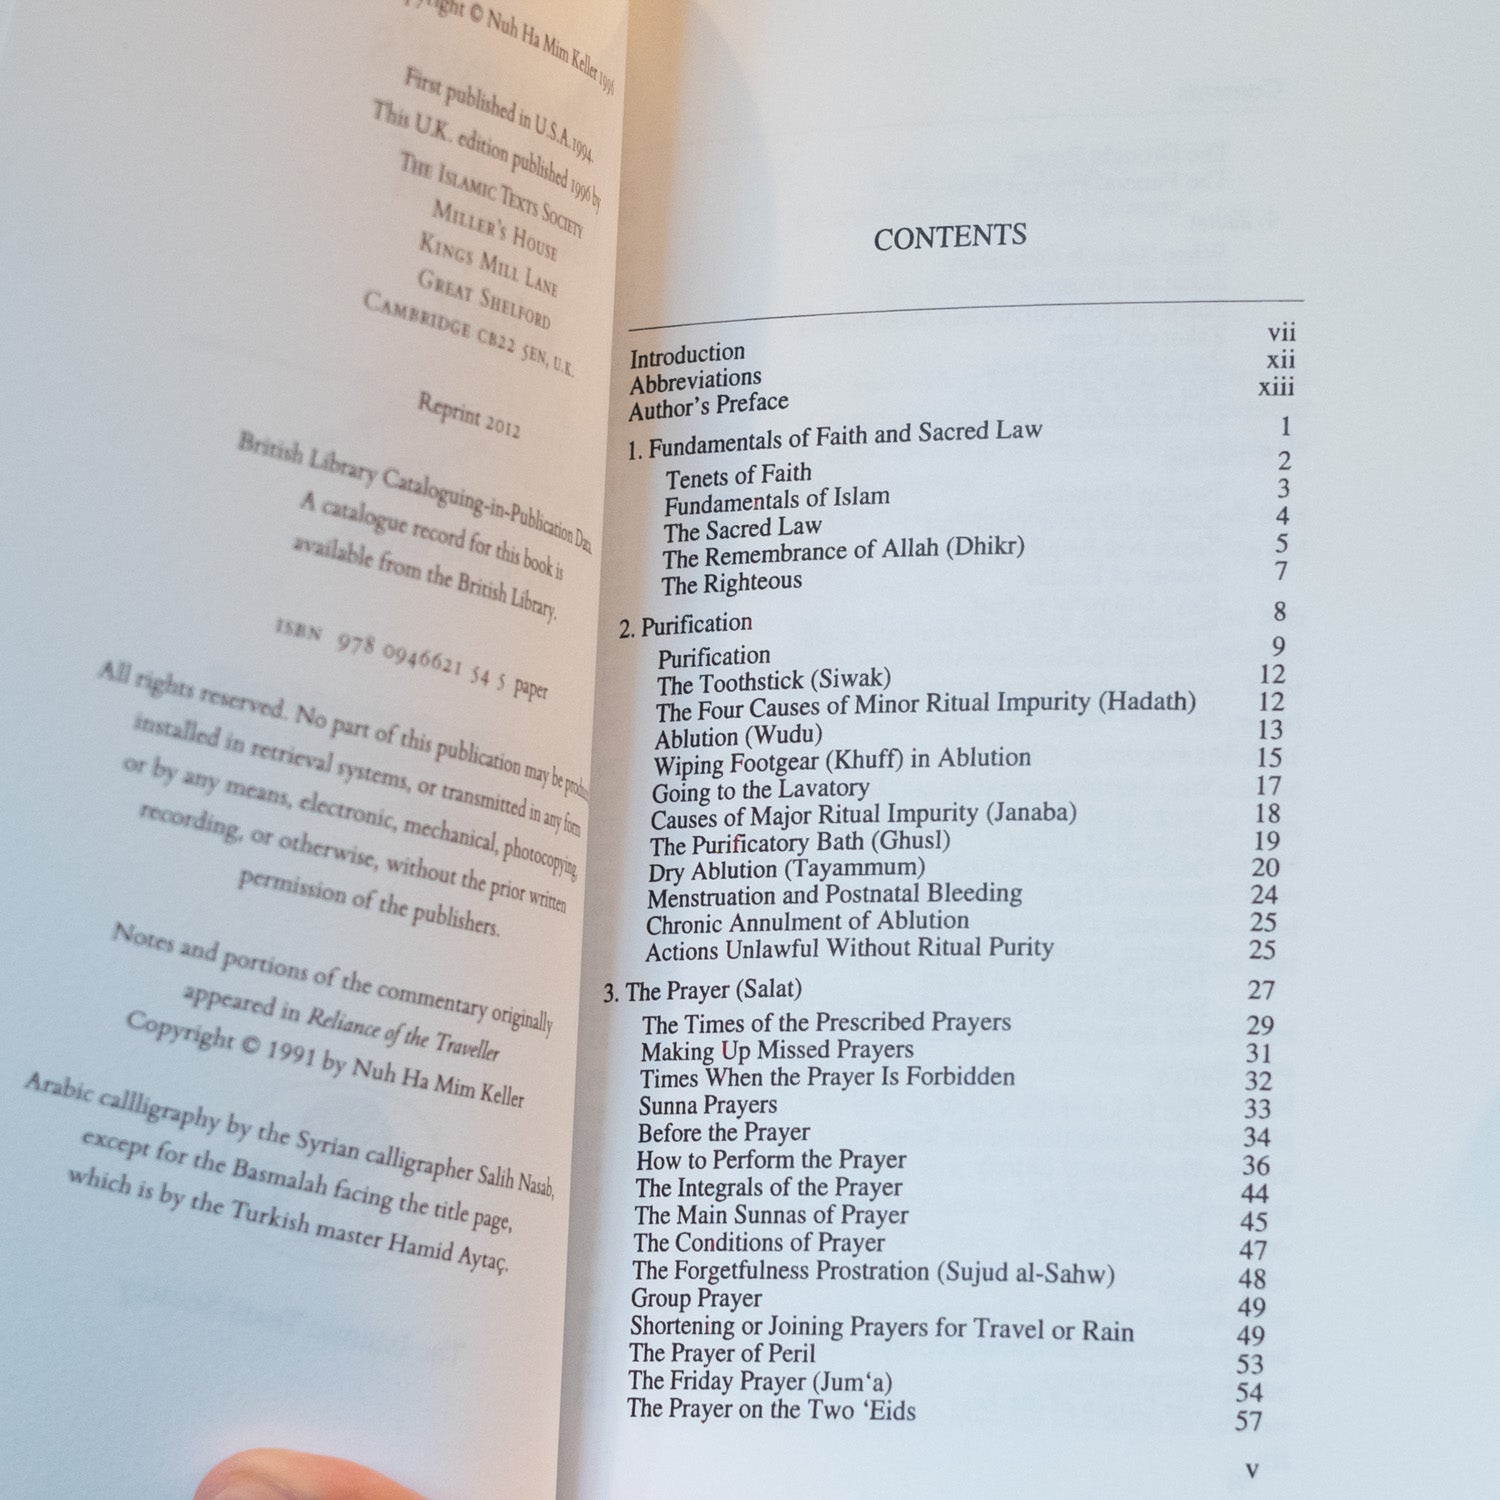 Copyright © Nuh Ha Mim Keller 1996
First published in U.S.A. 1994.
This U.K. edition published 1996 by
THE ISLAMIC TEXTS SOCIETY
MILLER'S HOUSE
KINGS MILL LANE
GREAT SHELFORD
CAMBRIDGE CB22 5EN, U.K.
Reprint 2012
British Library Cataloguing-in-Publication Data.
A catalogue record for this book is
available from the British Library.
ISBN 978 0946621 54 5 paper
All rights reserved. No part of this publication may be
installed in retrieval systems, or transmitted in any form
or by any means, electronic, mechanical, photocopying,
recording, or otherwise, without the prior written
permission of the publishers.
Notes and portions of the commentary originally
appeared in Reliance of the Traveller
Copyright © 1991 by Nuh Ha Mim Keller
Arabic callligraphy by the Syrian calligrapher Salih Nasab,
except for the Basmalah facing the title page,
which is by the Turkish master Hamid Aytaç.
CONTENTS
Introduction vii
Abbreviations xii
Author's Preface xiii
1. Fundamentals of Faith and Sacred Law 1
Tenets of Faith 2
Fundamentals of Islam 3
The Sacred Law 4
The Remembrance of Allah (Dhikr) 5
The Righteous 7
2. Purification 8
Purification 9
The Toothstick (Siwak) 12
The Four Causes of Minor Ritual Impurity (Hadath) 12
Ablution (Wudu) 13
Wiping Footgear (Khuff) in Ablution 15
Going to the Lavatory 17
Causes of Major Ritual Impurity (Janaba) 18
The Purificatory Bath (Ghusl) 19
Dry Ablution (Tayammum) 20
Menstruation and Postnatal Bleeding 24
Chronic Annulment of Ablution 25
Actions Unlawful Without Ritual Purity 25
3. The Prayer (Salat) 27
The Times of the Prescribed Prayers 29
Making Up Missed Prayers 31
Times When the Prayer Is Forbidden 32
Sunna Prayers 33
Before the Prayer 34
How to Perform the Prayer 36
The Integrals of the Prayer 44
The Main Sunnas of Prayer 45
The Conditions of Prayer 47
The Forgetfulness Prostration (Sujud al-Sahw) 48
Group Prayer 49
Shortening or Joining Prayers for Travel or Rain 49
The Prayer of Peril 53
The Friday Prayer (Jum‘a) 54
The Prayer on the Two ‘Eids 57
v